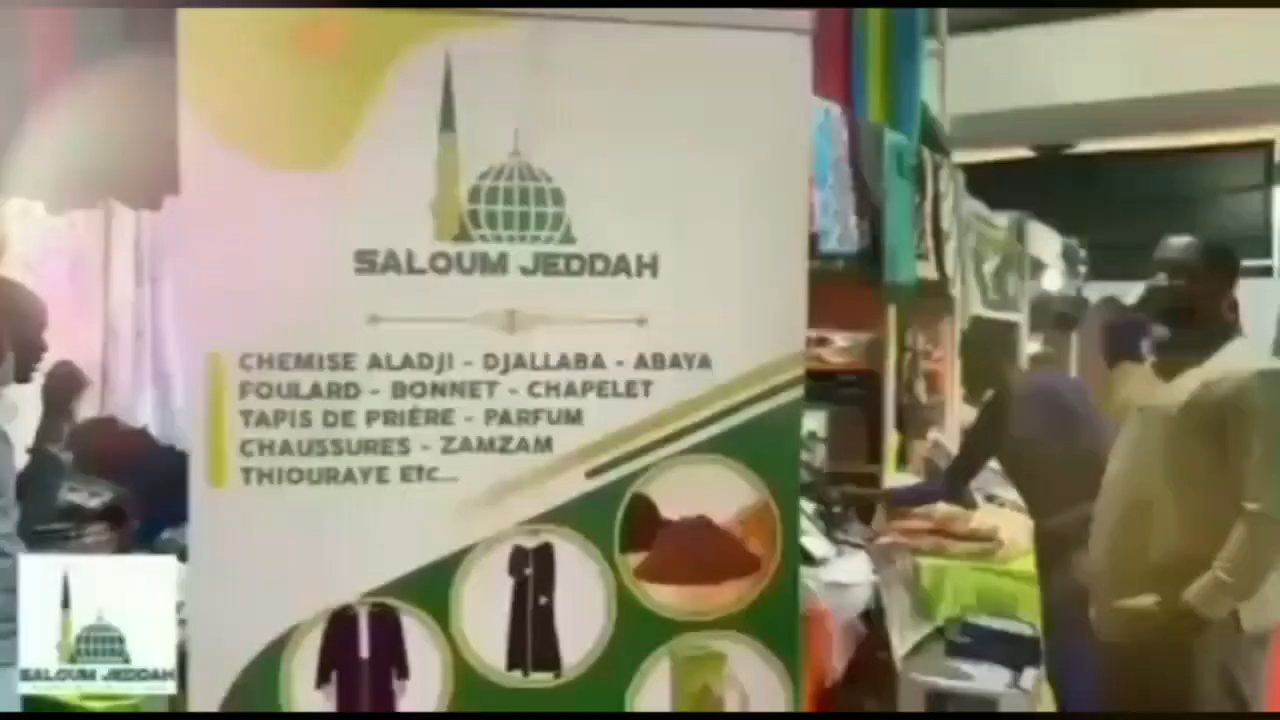 SALOUM JEDDAH
CHEMISE ALADJI - DJALLABA - ABAYA
FOULARD - BONNET - CHAPELET
TAPIS DE PRIÈRE - PARFUM
CHAUSSURES - ZAMZAM
THIOURAYE Etc...
SALOUM JEDDAH